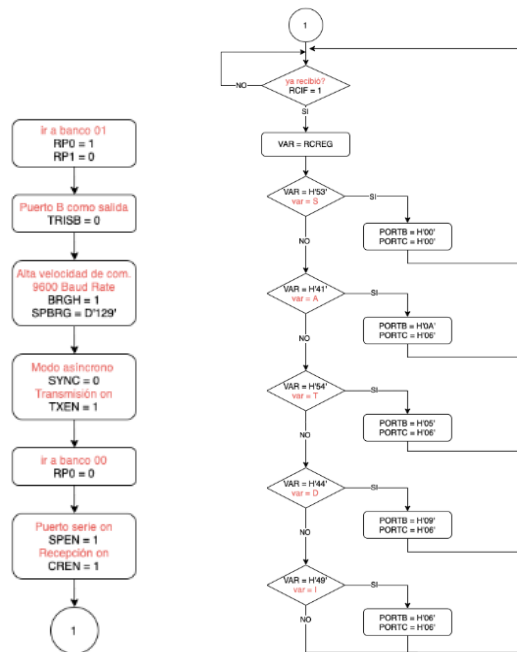 ir a banco 01
RP0 = 1
RP1 = 0
Puerto B como salida
TRISB = 0
Alta velocidad de com.
9600 Baud Rate
BRGH = 1
SPBRG = D'129'
Modo asíncrono
SYNC = 0
Transmisión on
TXEN = 1
ir a banco 00
RP0 = 0
Puerto serie on
SPEN = 1
Recepción on
CREN = 1
1
1
ya recibió?
RCIF = 1
NO
SI
VAR = RCREG
VAR = H'53'
var = S
SI
PORTB = H'00'
PORTC = H'00'
NO
VAR = H'41'
var = A
SI
PORTB = H'0A'
PORTC = H'06'
NO
VAR = H'54'
var = T
SI
PORTB = H'05'
PORTC = H'06'
NO
VAR = H'44'
var = D
SI
PORTB = H'09'
PORTC = H'06'
NO
VAR = H'49'
var = I
SI
PORTB = H'06'
PORTC = H'06'
NO